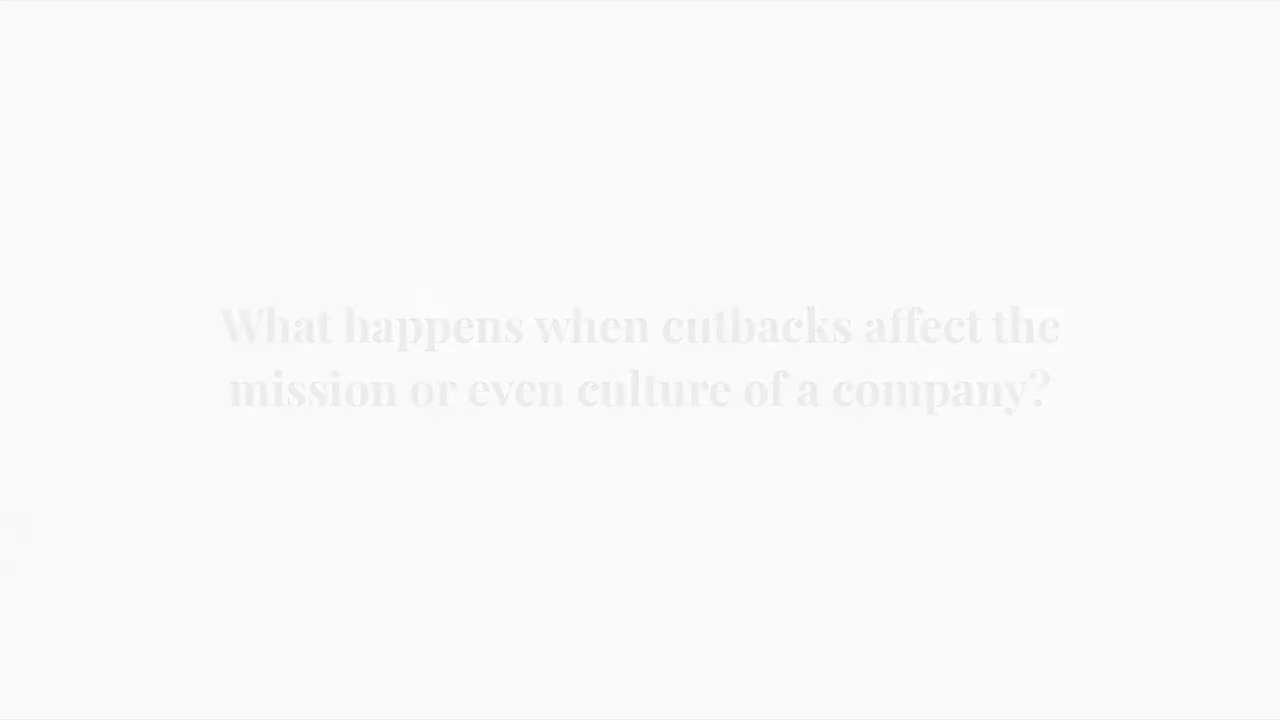 What happens when cutbacks affect the
mission or even culture of a company?